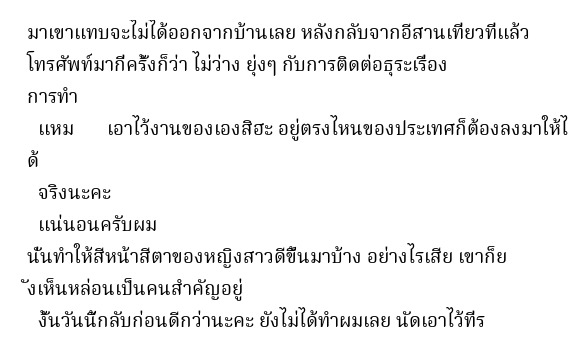 มาเขาแทบจะไม่ได้ออกจากบ้านเลย หลังกลับจากอีสานเที่ยวที่แล้ว
โทรศัพท์มากี่ครั้งก็ว่า ไม่ว่าง ยุ่งๆ กับการติดต่อธุระเรื่อง
การทำ
แหม      เอาไว้งานของเองสิฮะ อยู่ตรงไหนของประเทศก็ต้องลงมาให้ไ
ด้
จริงนะคะ
แน่นอนครับผม
นั่นทำให้สีหน้าสีตาของหญิงสาวดีขึ้นมาบ้าง อย่างไรเสีย เขาก็ย
ังเห็นหล่อนเป็นคนสำคัญอยู่
งั้นวันนี้กลับก่อนดีกว่านะคะ ยังไม่ได้ทำผมเลย นัดเอาไว้ที่ร